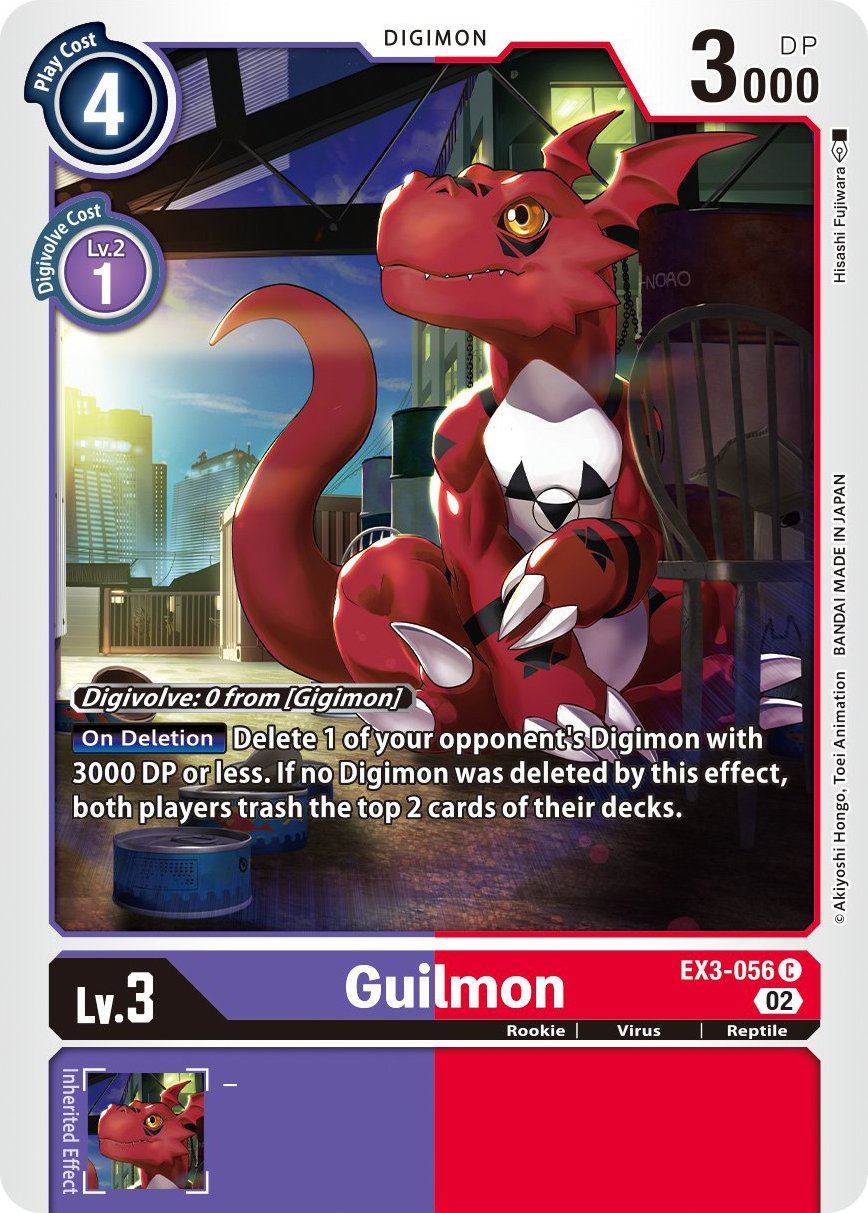 DIGIMON
Play Cost
4
DP
3000
Digivolve Cost
Lv.2
1
Hisashi Fujiwara
NORO
Digivolve: 0 from [Gigimon]
On Deletion Delete 1 of your opponent's Digimon with
3000 DP or less. If no Digimon was deleted by this effect,
both players trash the top 2 cards of their decks.
© Akiyoshi Hongo, Toei Animation BANDAI MADE IN JAPAN
Lv.3
Guilmon
EX3-056 C
02
Rookie | Virus | Reptile
Inherited Effect
–